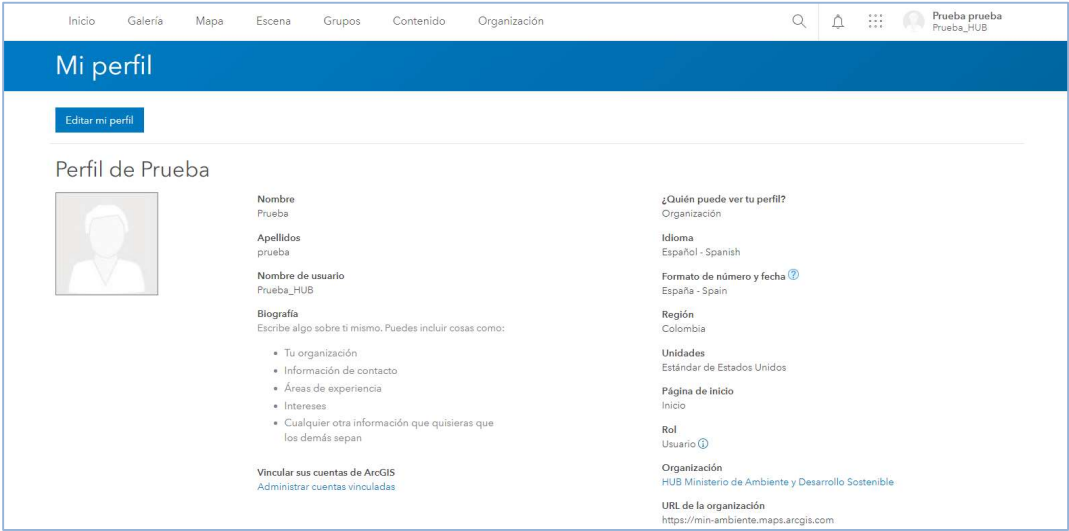 Inicio Galería Mapa Escena Grupos Contenido Organización
Prueba prueba
Prueba_HUB
Mi perfil
Editar mi perfil
Perfil de Prueba
Nombre
Prueba
Apellidos
prueba
Nombre de usuario
Prueba_HUB
Biografía
Escribe algo sobre ti mismo. Puedes incluir cosas como:
• Tu organización
• Información de contacto
• Áreas de experiencia
• Intereses
• Cualquier otra información que quisieras que
los demás sepan
Vincular sus cuentas de ArcGIS
Administrar cuentas vinculadas
¿Quién puede ver tu perfil?
Organización
Idioma
Español - Spanish
Formato de número y fecha ?
España - Spain
Región
Colombia
Unidades
Estándar de Estados Unidos
Página de inicio
Inicio
Rol
Usuario i
Organización
HUB Ministerio de Ambiente y Desarrollo Sostenible
URL de la organización
https://min-ambiente.maps.arcgis.com